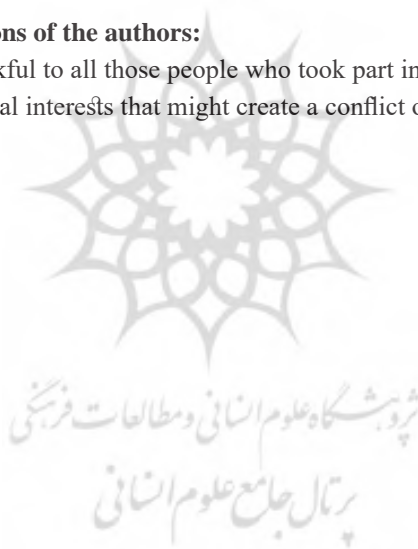 ons of the authors:
kful to all those people who took part in
al interests that might create a conflict o
پژوهشگاه علوم انسانی و مطالعات فرهنگی
پرتال جامع علوم انسانی